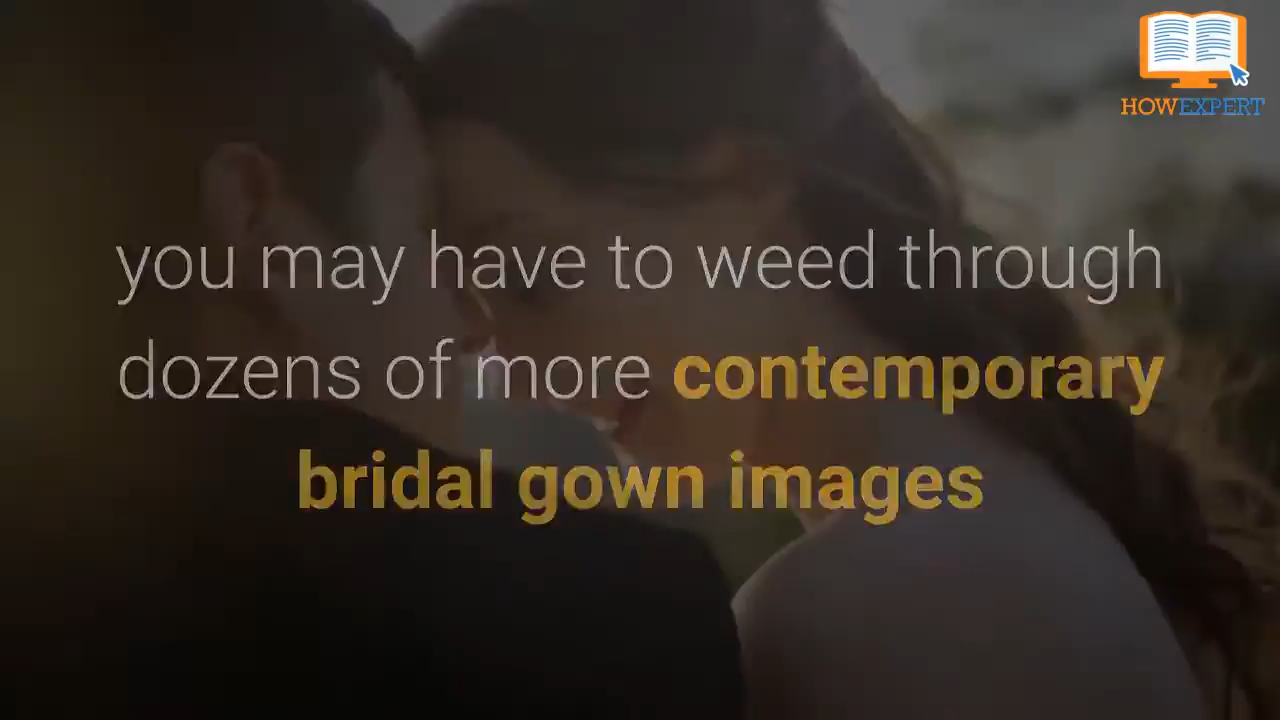 HOWEXPERT
you may have to weed through
dozens of more contemporary
bridal gown images